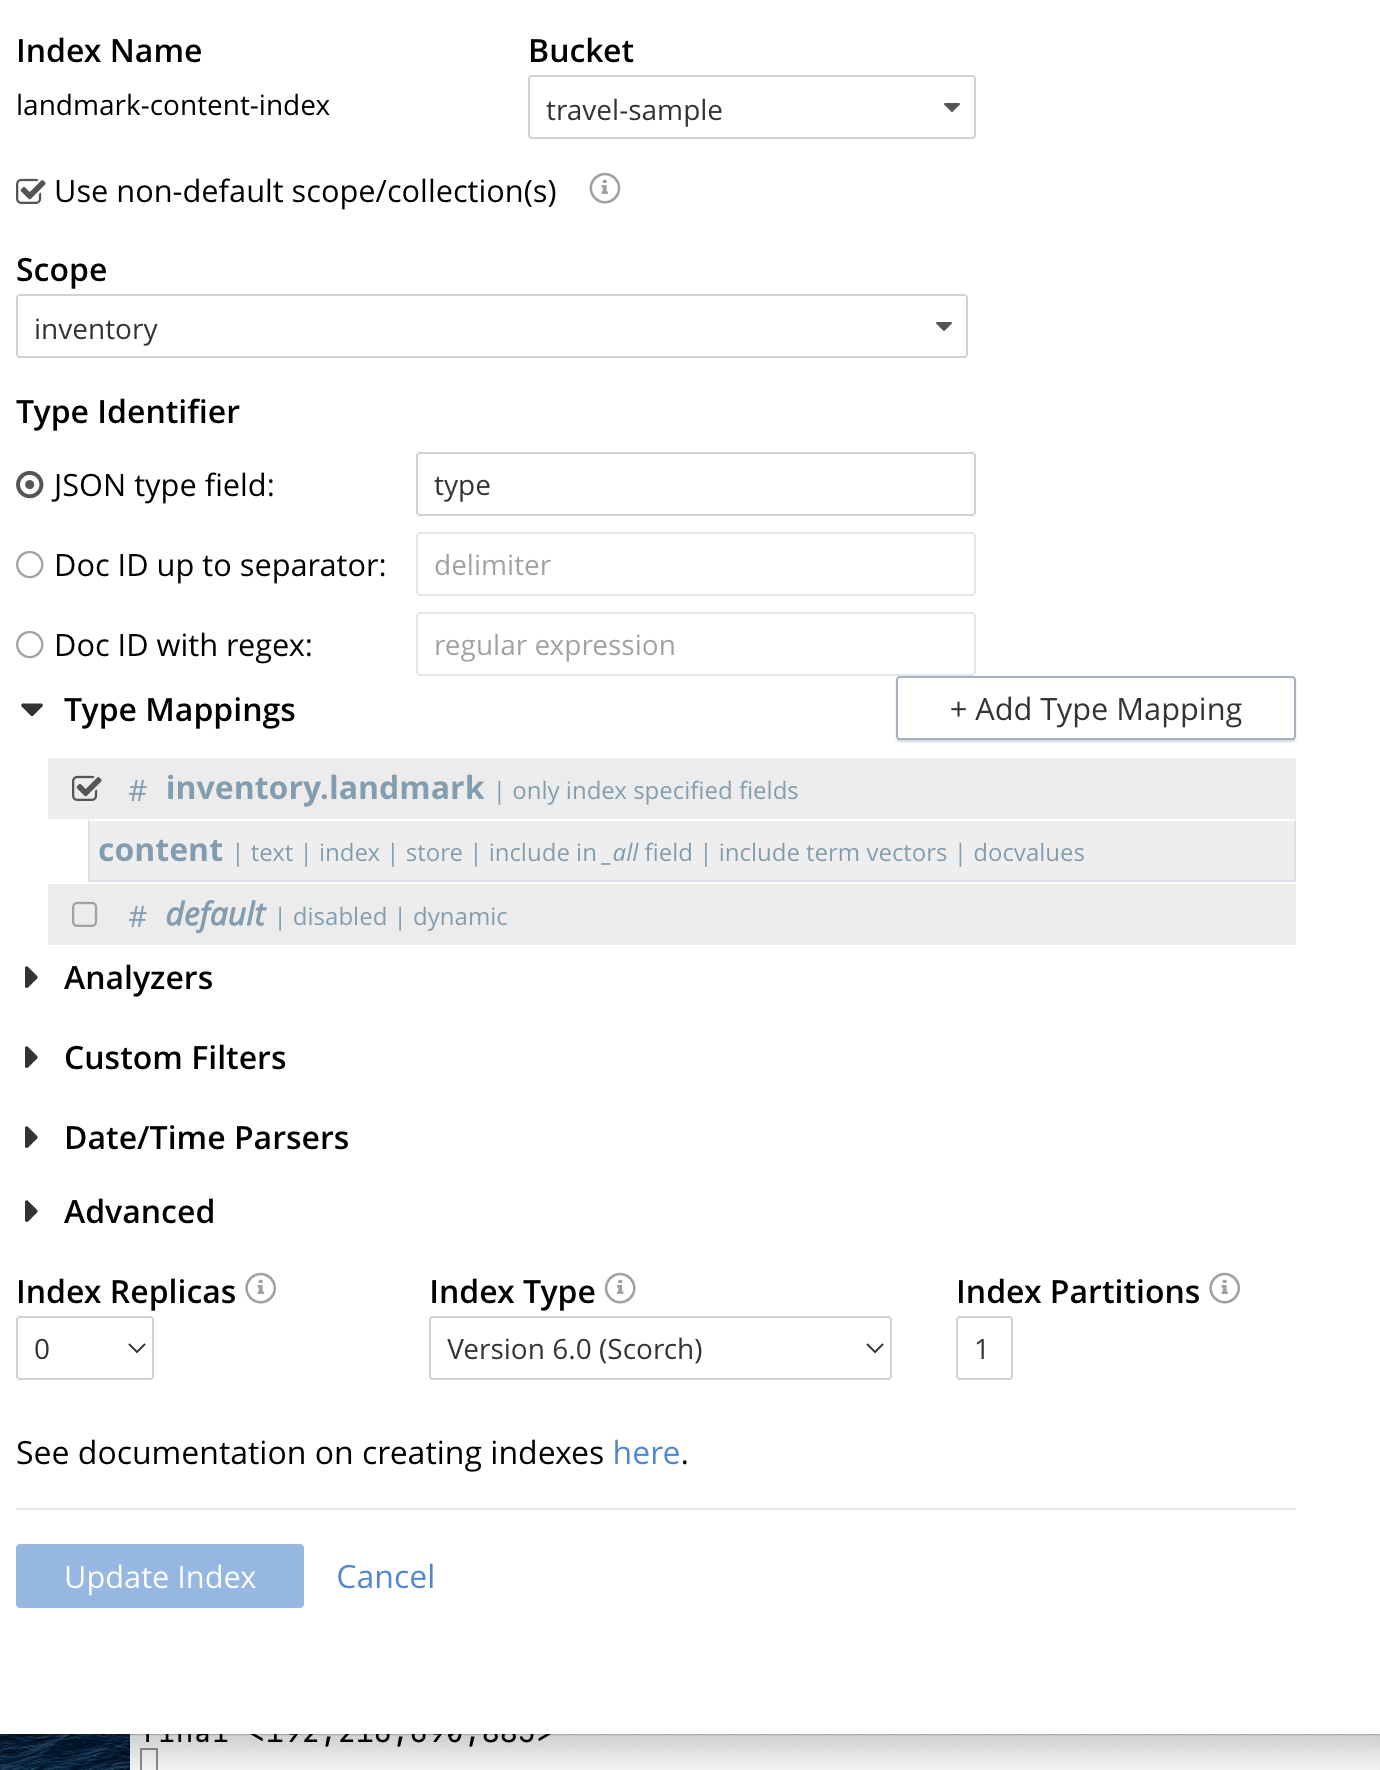 Index Name
Bucket
landmark-content-index
travel-sample
Use non-default scope/collection(s)
Scope
inventory
Type Identifier
JSON type field:
type
Doc ID up to separator:
delimiter
Doc ID with regex:
regular expression
Type Mappings
+ Add Type Mapping
# inventory.landmark | only index specified fields
content | text | index | store | include in _all field | include term vectors | docvalues
# default | disabled | dynamic
Analyzers
Custom Filters
Date/Time Parsers
Advanced
Index Replicas
Index Type
Index Partitions
0
Version 6.0 (Scorch)
1
See documentation on creating indexes here.
Update Index
Cancel